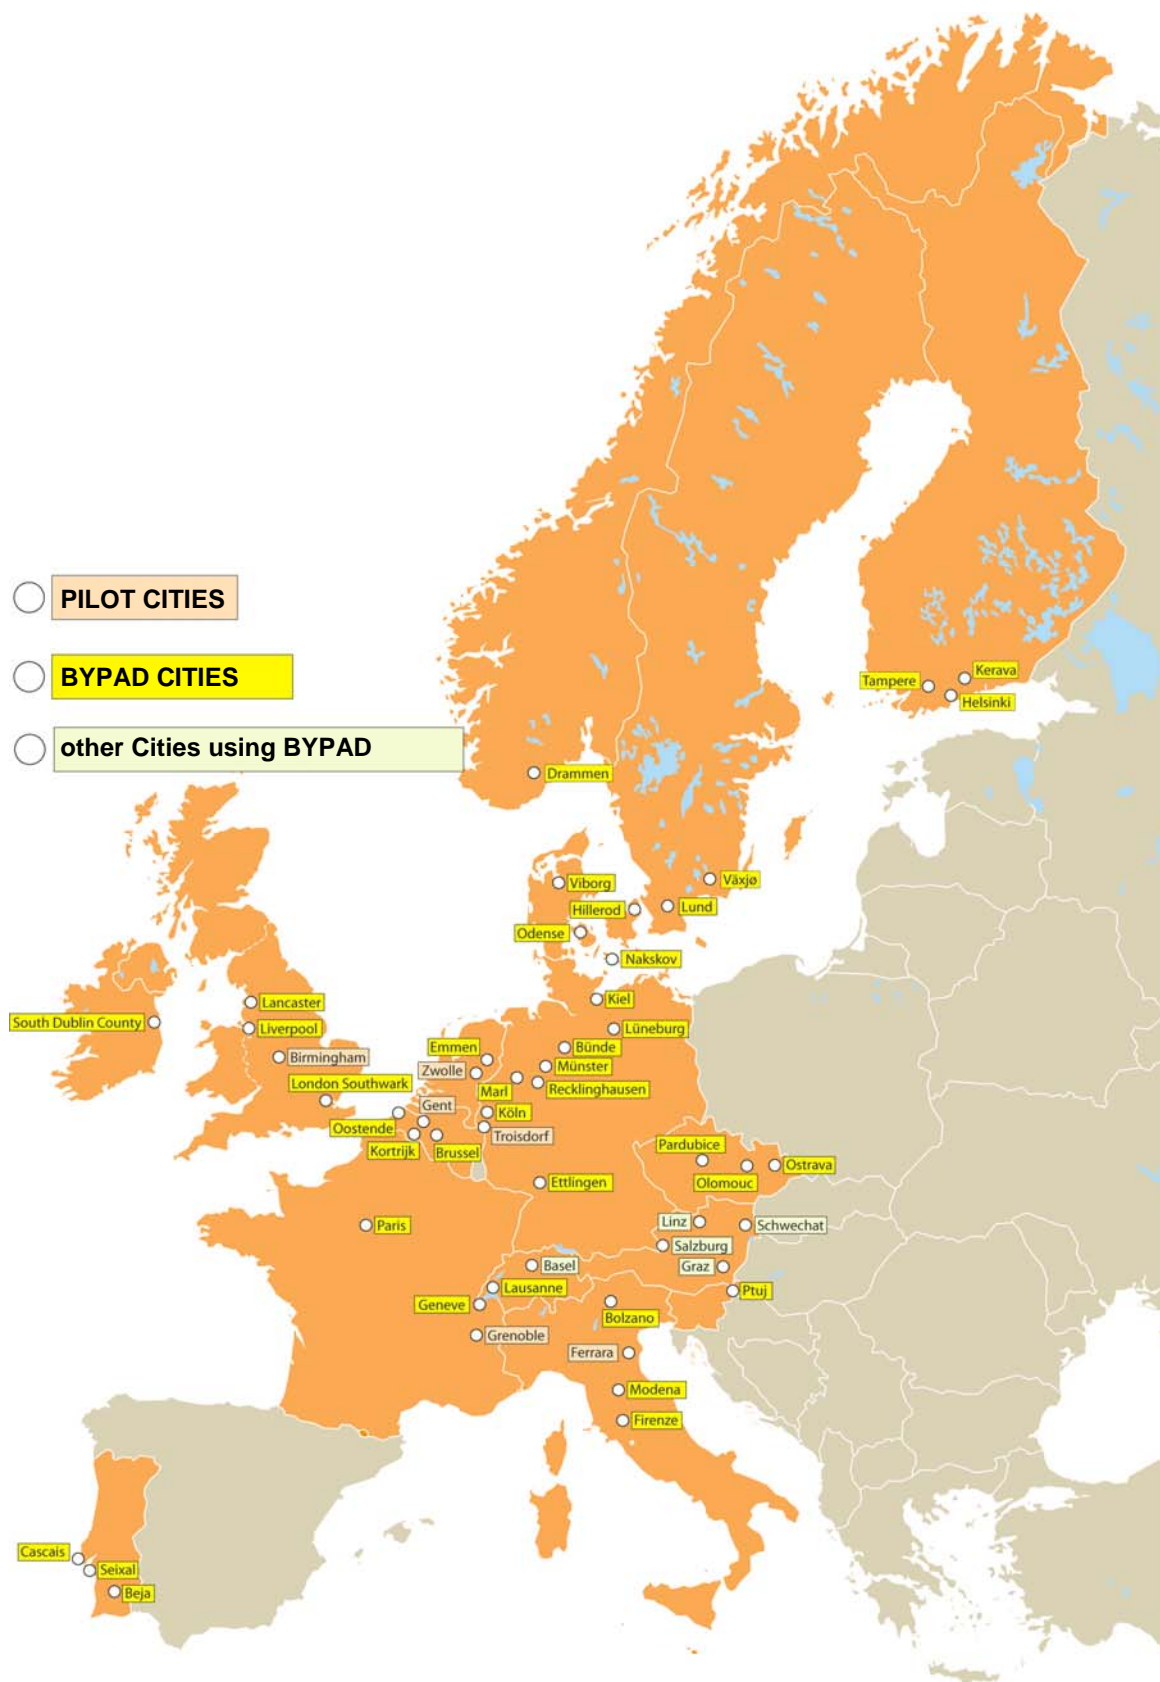 PILOT CITIES
BYPAD CITIES
other Cities using BYPAD
Kerava
Tampere
Helsinki
Drammen
Viborg
Växjø
Hillerod
Lund
Odense
Nakskov
Kiel
Lancaster
South Dublin County
Liverpool
Lüneburg
Birmingham
Emmen
Bünde
Zwolle
Münster
London Southwark
Marl
Recklinghausen
Gent
Köln
Oostende
Troisdorf
Kortrijk
Brussel
Pardubice
Ostrava
Olomouc
Ettlingen
Paris
Linz
Schwechat
Salzburg
Basel
Graz
Lausanne
Ptuj
Geneve
Bolzano
Grenoble
Ferrara
Modena
Firenze
Cascais
Seixal
Beja